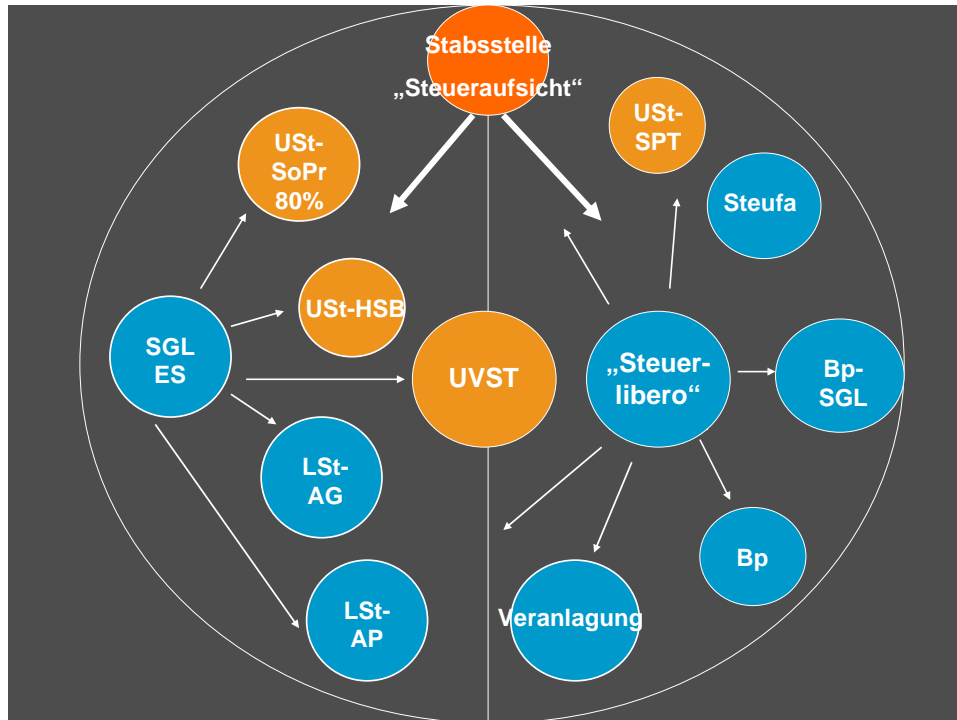 Stabsstelle
„Steueraufsicht“
USt-
SoPr
80%
USt-
SPT
Steufa
USt-HSB
SGL
ES
UVST
„Steuer-
libero“
Bp-
SGL
LSt-
AG
Bp
LSt-
AP
Veranlagung